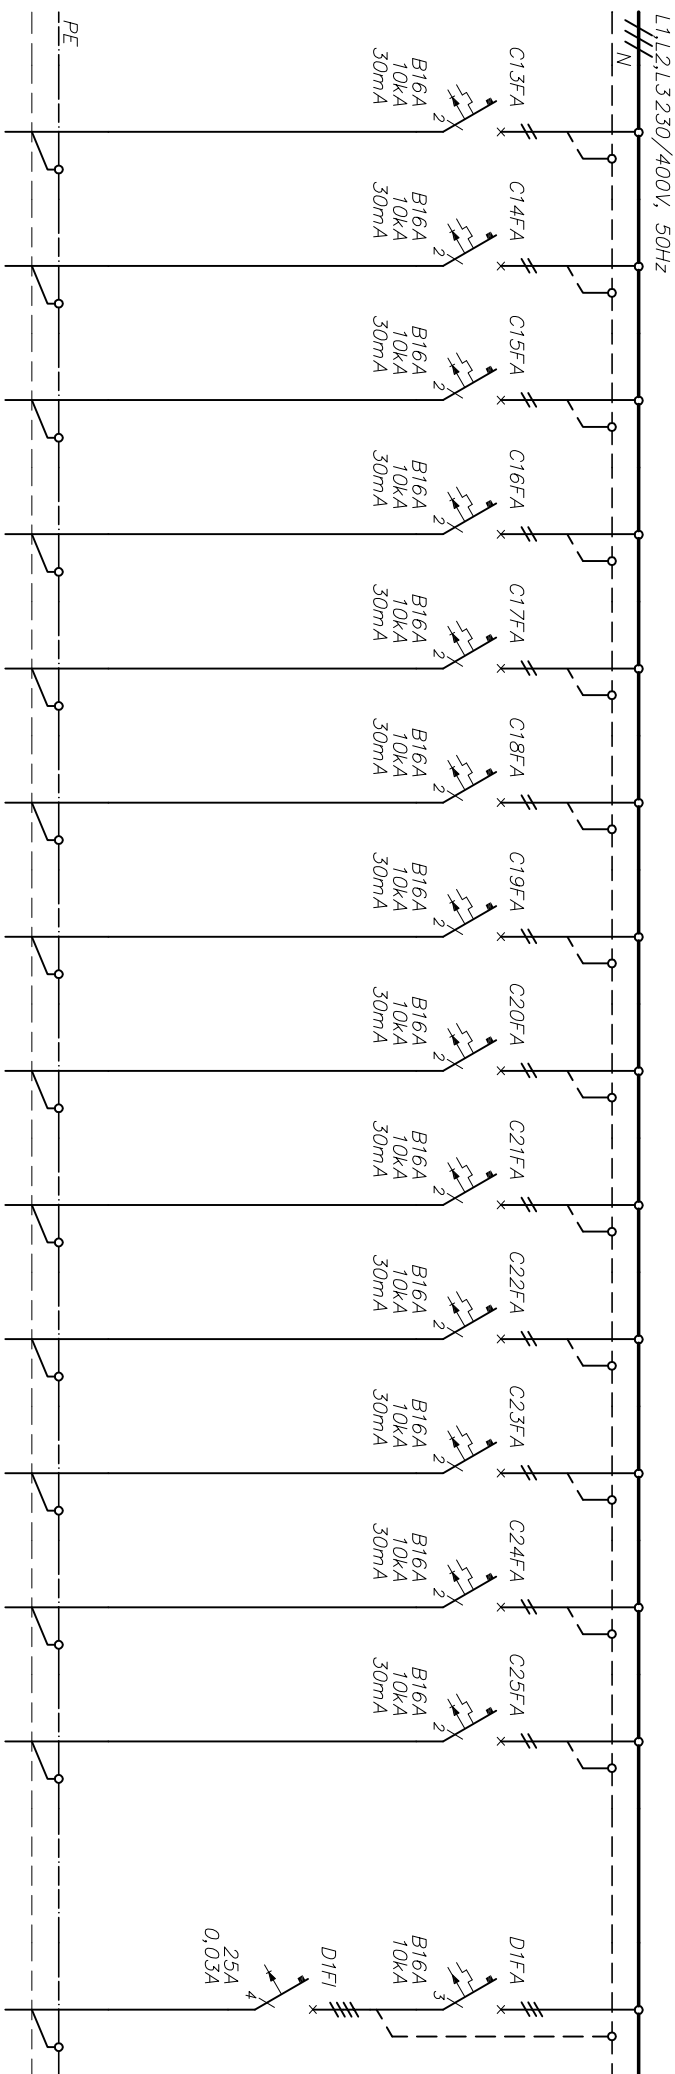 L1,L2,L3 230/400V, 50Hz
N
PE
C13FA
2
B16A
10kA
30mA
C14FA
2
B16A
10kA
30mA
C15FA
2
B16A
10kA
30mA
C16FA
2
B16A
10kA
30mA
C17FA
2
B16A
10kA
30mA
C18FA
2
B16A
10kA
30mA
C19FA
2
B16A
10kA
30mA
C20FA
2
B16A
10kA
30mA
C21FA
2
B16A
10kA
30mA
C22FA
2
B16A
10kA
30mA
C23FA
2
B16A
10kA
30mA
C24FA
2
B16A
10kA
30mA
C25FA
2
B16A
10kA
30mA
D1FA
3
B16A
10kA
D1FI
4
25A
0,03A